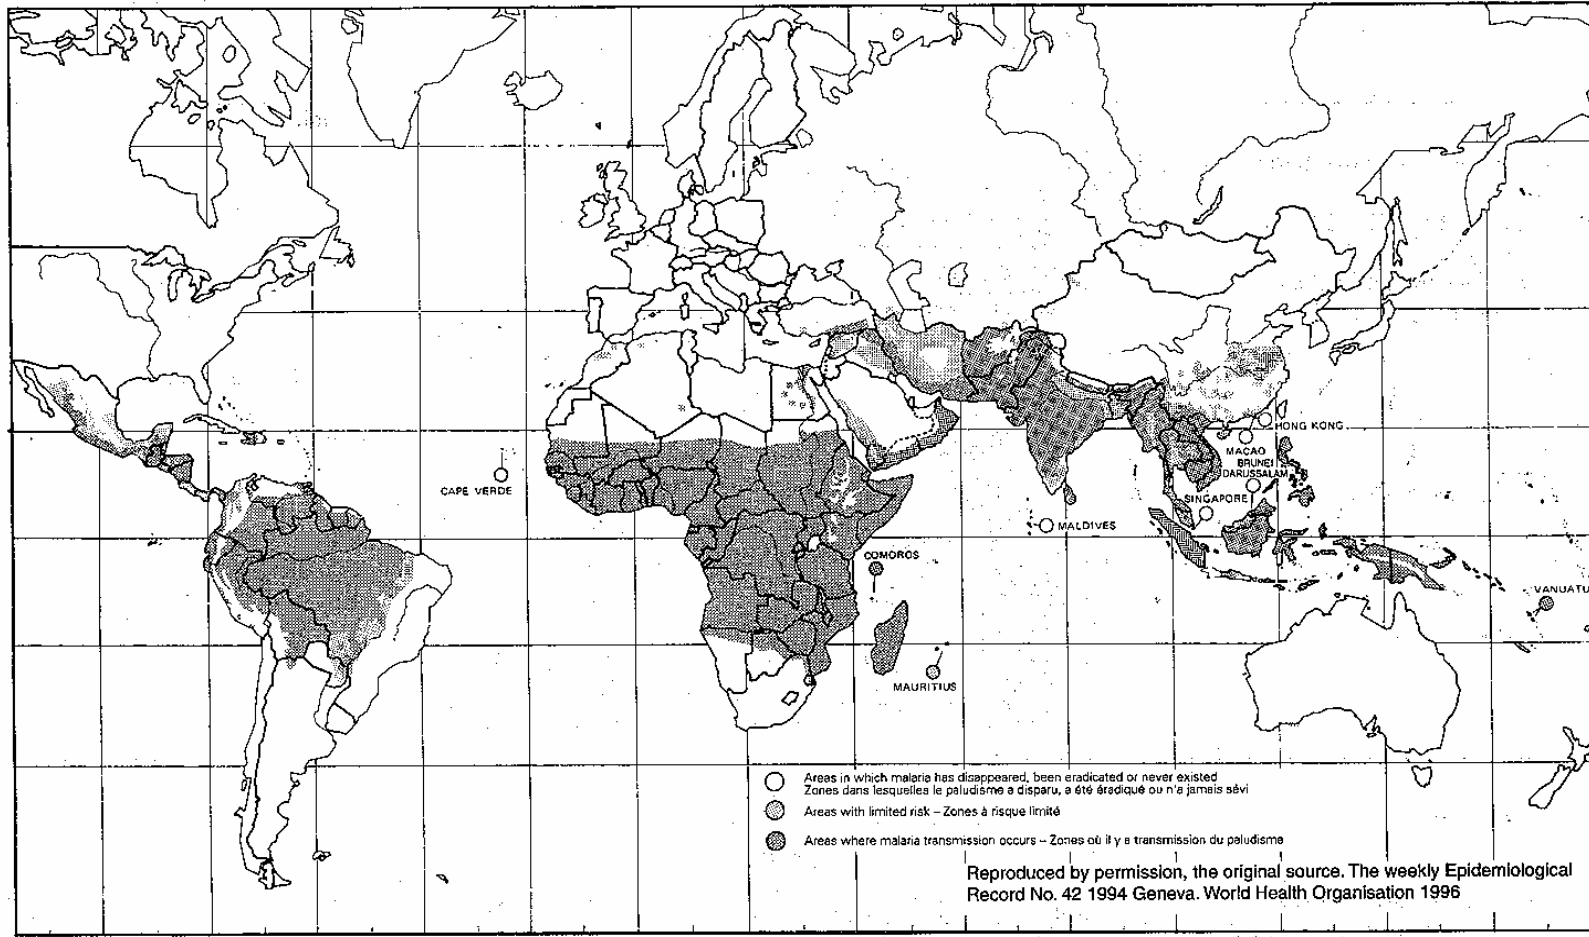 HONG KONG
MACAO
BRUNEI
DARUSSALAM
CAPE VERDE
SINGAPORE
MALDIVES
COMOROS
VANUATU
MAURITIUS
Areas in which malaria has disappeared, been eradicated or never existed
Zones dans lesquelles le paludisme a disparu, a été éradiqué ou n'a jamais sévi
Areas with limited risk – Zones à risque limité
Areas where malaria transmission occurs – Zones où il y a transmission du paludisme
Reproduced by permission, the original source. The weekly Epidemiological
Record No. 42 1994 Geneva. World Health Organisation 1996